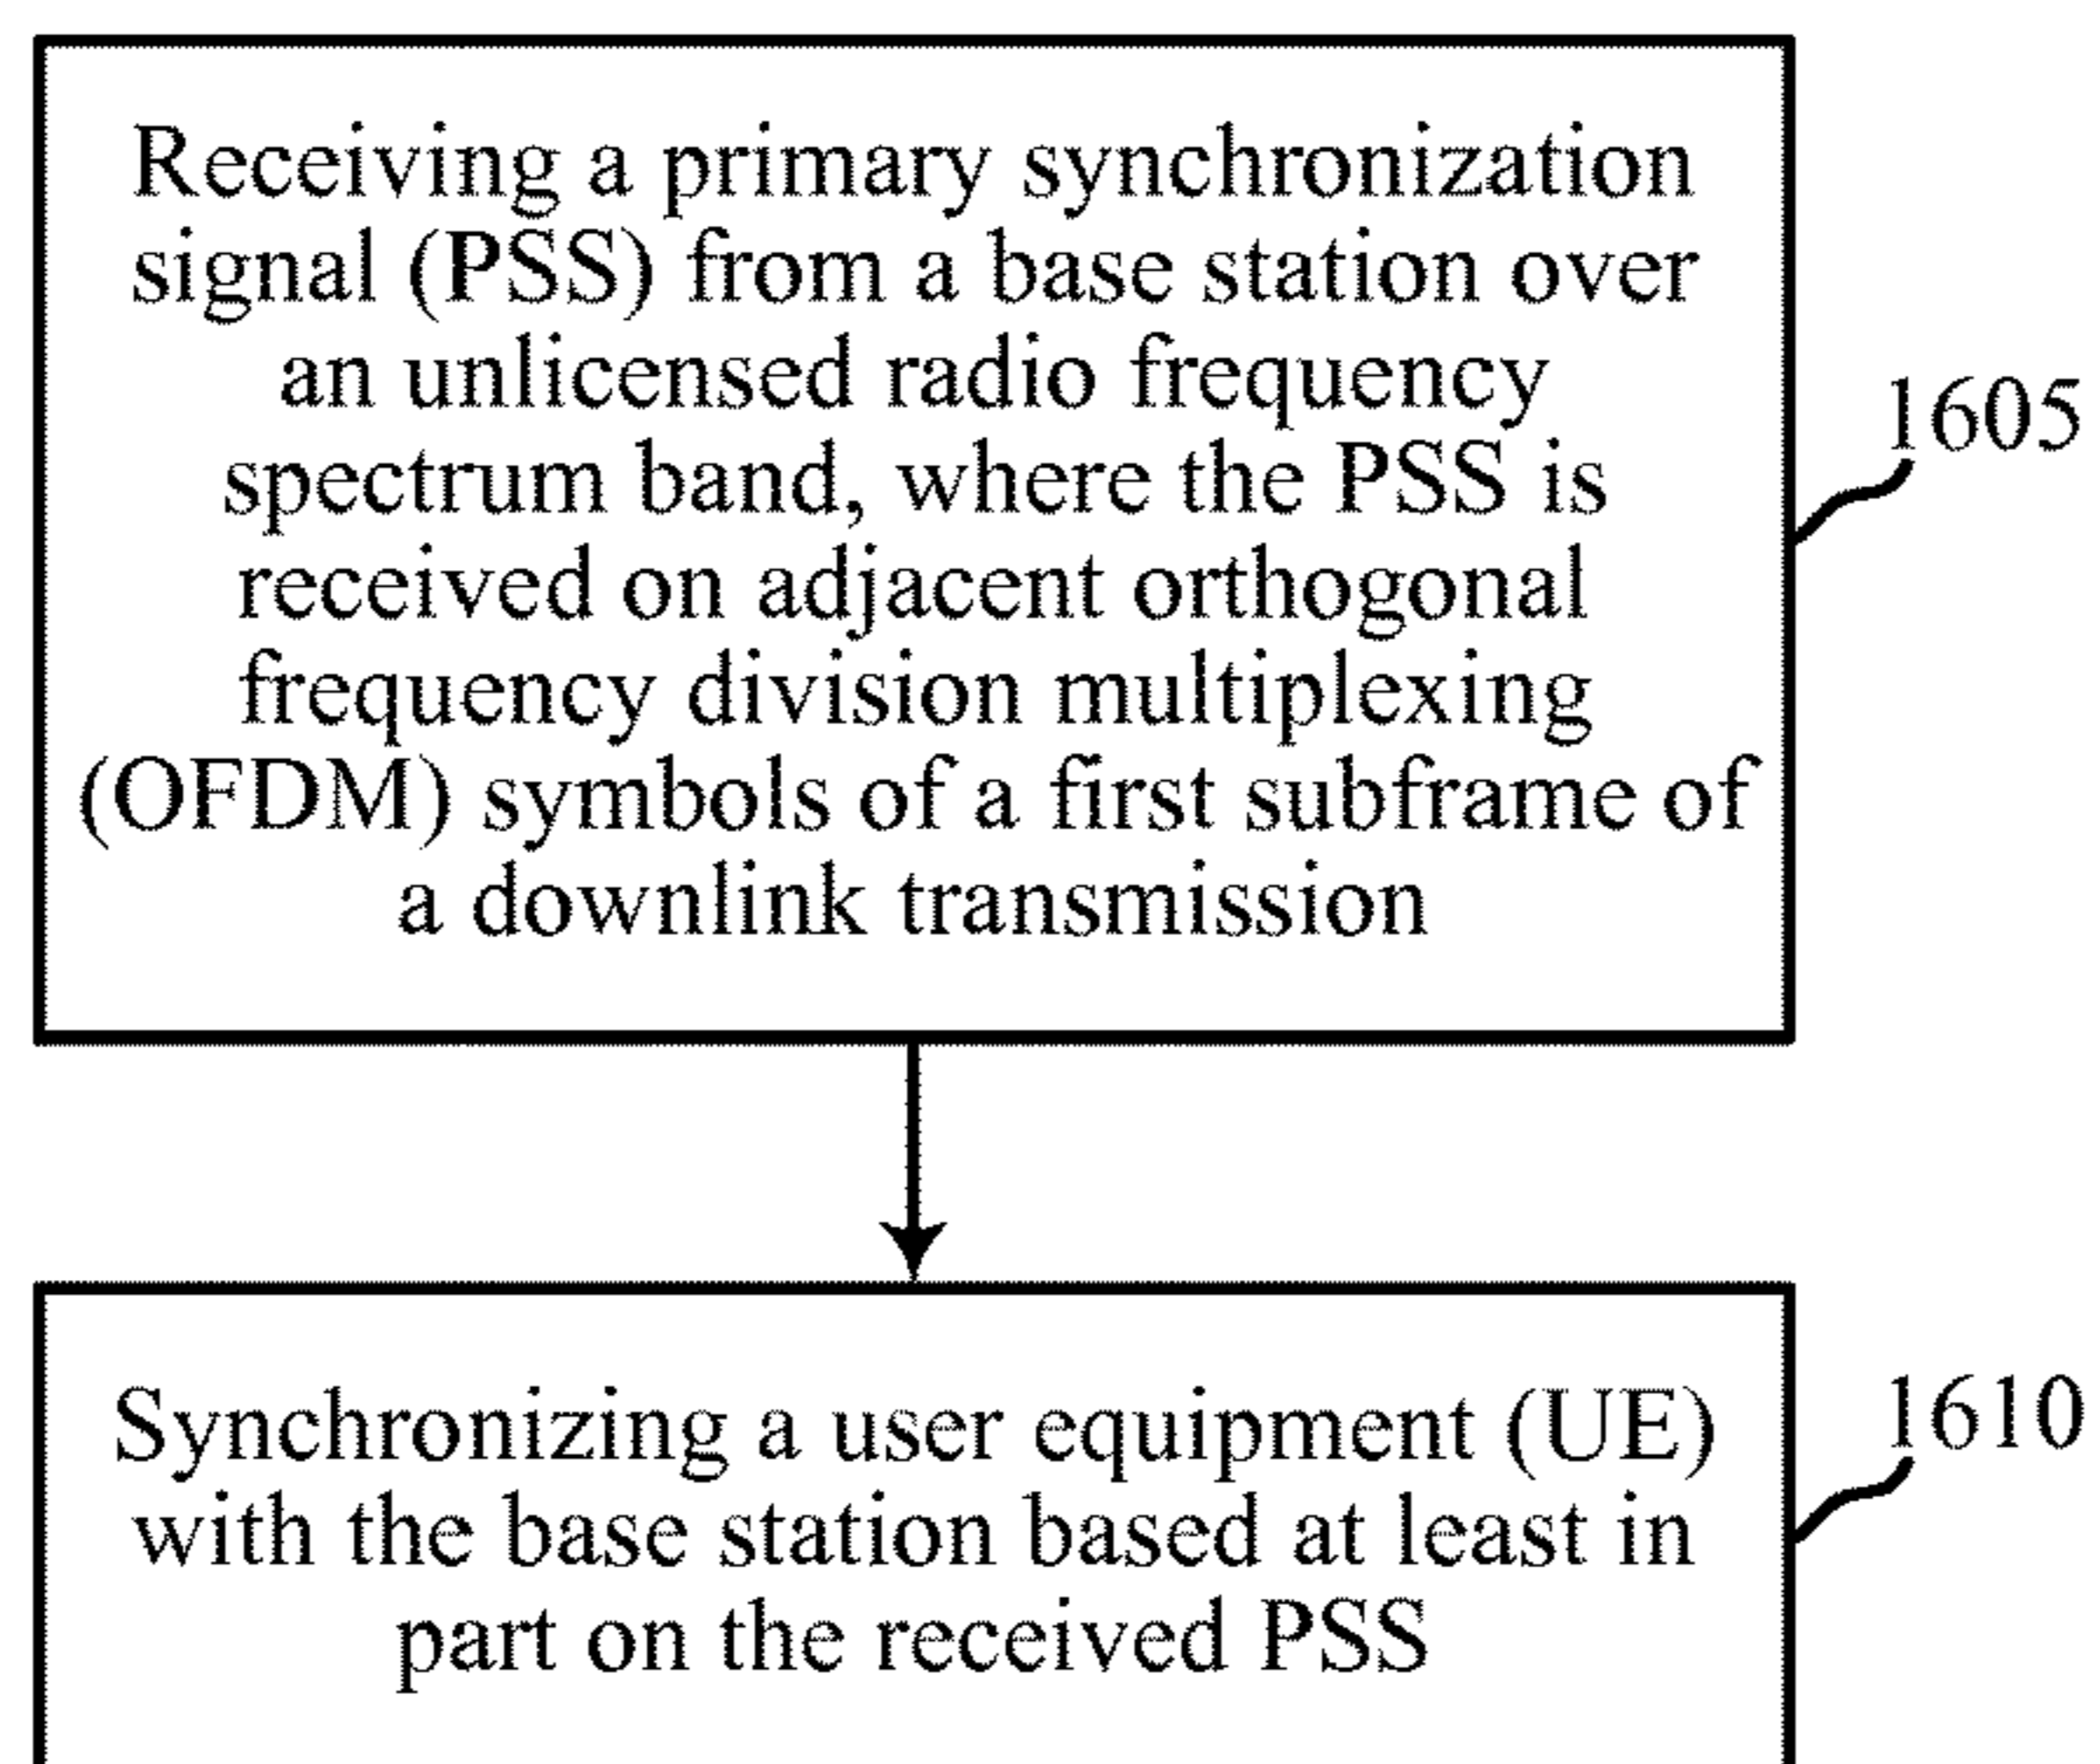 Receiving a primary synchronization
signal (PSS) from a base station over
an unlicensed radio frequency
spectrum band, where the PSS is
received on adjacent orthogonal
frequency division multiplexing
(OFDM) symbols of a first subframe of
a downlink transmission
1605
Synchronizing a user equipment (UE)
with the base station based at least in
part on the received PSS
1610